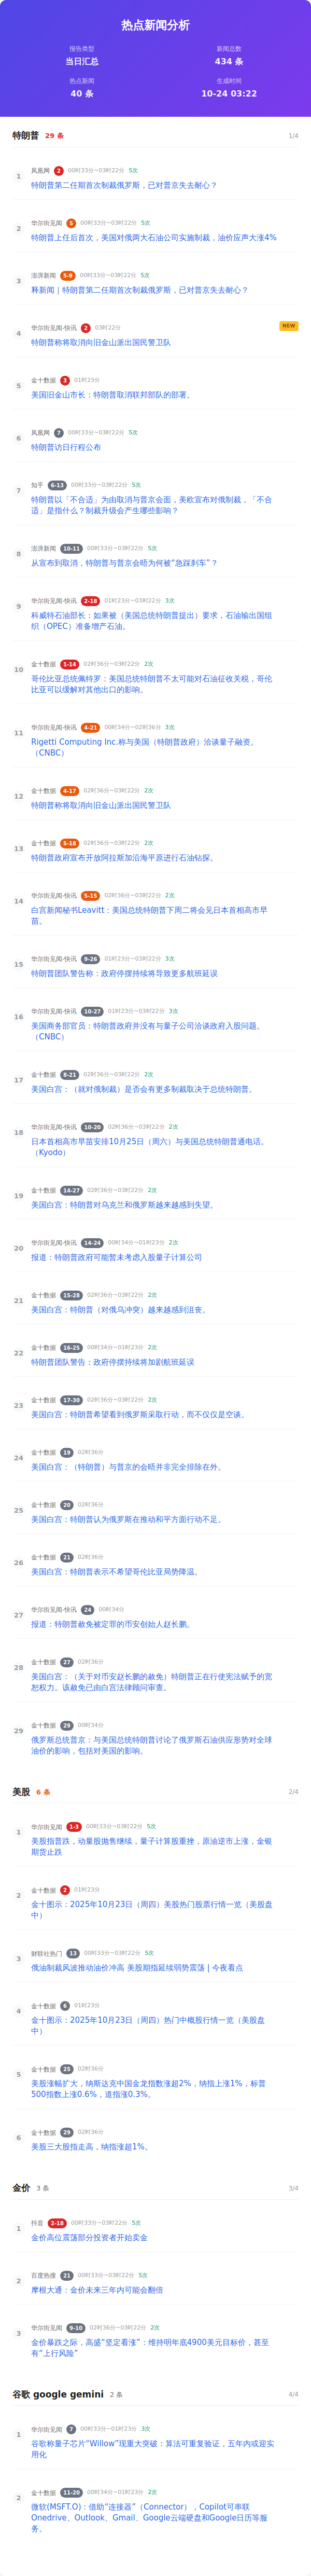 热点新闻分析
报告类型
当日汇总
新闻总数
434 条
热点新闻
40 条
生成时间
10-24 03:22
特朗普 29 条 1/4
1
凤凰网 2 00时33分~03时22分 5次
特朗普第二任期首次制裁俄罗斯，已对普京失去耐心？
2
华尔街见闻 5 00时33分~03时22分 5次
特朗普上任后首次，美国对俄两大石油公司实施制裁，油价应声大涨4%
3
澎湃新闻 5-9 00时33分~03时22分 5次
释新闻｜特朗普第二任期首次制裁俄罗斯，已对普京失去耐心？
4
华尔街见闻-快讯 2 03时22分 NEW
特朗普称将取消向旧金山派出国民警卫队
5
金十数据 3 01时23分
美国旧金山市长：特朗普取消联邦部队的部署。
6
凤凰网 7 00时33分~03时22分 5次
特朗普访日行程公布
7
知乎 6-13 00时33分~03时22分 5次
特朗普以「不合适」为由取消与普京会面，美欧宣布对俄制裁，「不合
适」是指什么？制裁升级会产生哪些影响？
8
澎湃新闻 10-11 00时33分~03时22分 5次
从宣布到取消，特朗普与普京会晤为何被“急踩刹车”？
9
华尔街见闻-快讯 2-18 01时23分~03时22分 3次
科威特石油部长：如果被（美国总统特朗普提出）要求，石油输出国组
织（OPEC）准备增产石油。
10
金十数据 1-14 02时36分~03时22分 2次
哥伦比亚总统佩特罗：美国总统特朗普不太可能对石油征收关税，哥伦
比亚可以缓解对其他出口的影响。
11
华尔街见闻-快讯 4-21 00时34分~02时36分 3次
Rigetti Computing Inc.称与美国（特朗普政府）洽谈量子融资。
（CNBC）
12
金十数据 4-17 02时36分~03时22分 2次
特朗普称将取消向旧金山派出国民警卫队
13
金十数据 5-18 02时36分~03时22分 2次
特朗普政府宣布开放阿拉斯加沿海平原进行石油钻探。
14
华尔街见闻-快讯 5-15 02时36分~03时22分 2次
白宫新闻秘书Leavitt：美国总统特朗普下周二将会见日本首相高市早
苗。
15
华尔街见闻-快讯 9-26 01时23分~03时22分 3次
特朗普团队警告称：政府停摆持续将导致更多航班延误
16
华尔街见闻-快讯 10-27 01时23分~03时22分 3次
美国商务部官员：特朗普政府并没有与量子公司洽谈政府入股问题。
（CNBC）
17
金十数据 8-21 02时36分~03时22分 2次
美国白宫：（就对俄制裁）是否会有更多制裁取决于总统特朗普。
18
华尔街见闻-快讯 10-20 02时36分~03时22分 2次
日本首相高市早苗安排10月25日（周六）与美国总统特朗普通电话。
（Kyodo）
19
金十数据 14-27 02时36分~03时22分 2次
美国白宫：特朗普对乌克兰和俄罗斯越来越感到失望。
20
华尔街见闻-快讯 14-24 00时34分~01时23分 2次
报道：特朗普政府可能暂未考虑入股量子计算公司
21
金十数据 15-28 02时36分~03时22分 2次
美国白宫：特朗普（对俄乌冲突）越来越感到沮丧。
22
金十数据 16-25 00时34分~01时23分 2次
特朗普团队警告：政府停摆持续将加剧航班延误
23
金十数据 17-30 02时36分~03时22分 2次
美国白宫：特朗普希望看到俄罗斯采取行动，而不仅仅是空谈。
24
金十数据 19 02时36分
美国白宫：（特朗普）与普京的会晤并非完全排除在外。
25
金十数据 20 02时36分
美国白宫：特朗普认为俄罗斯在推动和平方面行动不足。
26
金十数据 21 02时36分
美国白宫：特朗普表示不希望哥伦比亚局势降温。
27
华尔街见闻-快讯 24 00时34分
报道：特朗普赦免被定罪的币安创始人赵长鹏。
28
金十数据 27 02时36分
美国白宫：（关于对币安赵长鹏的赦免）特朗普正在行使宪法赋予的宽
恕权力。该赦免已由白宫法律顾问审查。
29
金十数据 29 00时34分
俄罗斯总统普京：与美国总统特朗普讨论了俄罗斯石油供应形势对全球
油价的影响，包括对美国的影响。
美股 6 条 2/4
1
华尔街见闻 1-3 00时33分~03时22分 5次
美股指普跌，动量股抛售继续，量子计算股重挫，原油逆市上涨，金银
期货止跌
2
金十数据 2 01时23分
金十图示：2025年10月23日（周四）美股热门股票行情一览（美股盘
中）
3
财联社热门 13 00时33分~03时22分 5次
俄油制裁风波推动油价冲高 美股期指延续弱势震荡｜今夜看点
4
金十数据 6 01时23分
金十图示：2025年10月23日（周四）热门中概股行情一览（美股盘
中）
5
金十数据 25 02时36分
美股涨幅扩大，纳斯达克中国金龙指数涨超2%，纳指上涨1%，标普
500指数上涨0.6%，道指涨0.3%。
6
金十数据 29 02时36分
美股三大股指走高，纳指涨超1%。
金价 3 条 3/4
1
抖音 2-18 00时33分~03时22分 5次
金价高位震荡部分投资者开始卖金
2
百度热搜 21 00时33分~03时22分 5次
摩根大通：金价未来三年内可能会翻倍
3
华尔街见闻 9-10 02时36分~03时22分 2次
金价暴跌之际，高盛“坚定看涨”：维持明年底4900美元目标价，甚至
有“上行风险”
谷歌 google gemini 2 条 4/4
1
华尔街见闻 7 00时33分~01时23分 3次
谷歌称量子芯片“Willow”现重大突破：算法可重复验证，五年内或迎实
用化
2
金十数据 11-20 00时34分~01时23分 2次
微软(MSFT.O)：借助“连接器”（Connector），Copilot可串联
Onedrive、Outlook、Gmail、Google云端硬盘和Google日历等服
务。